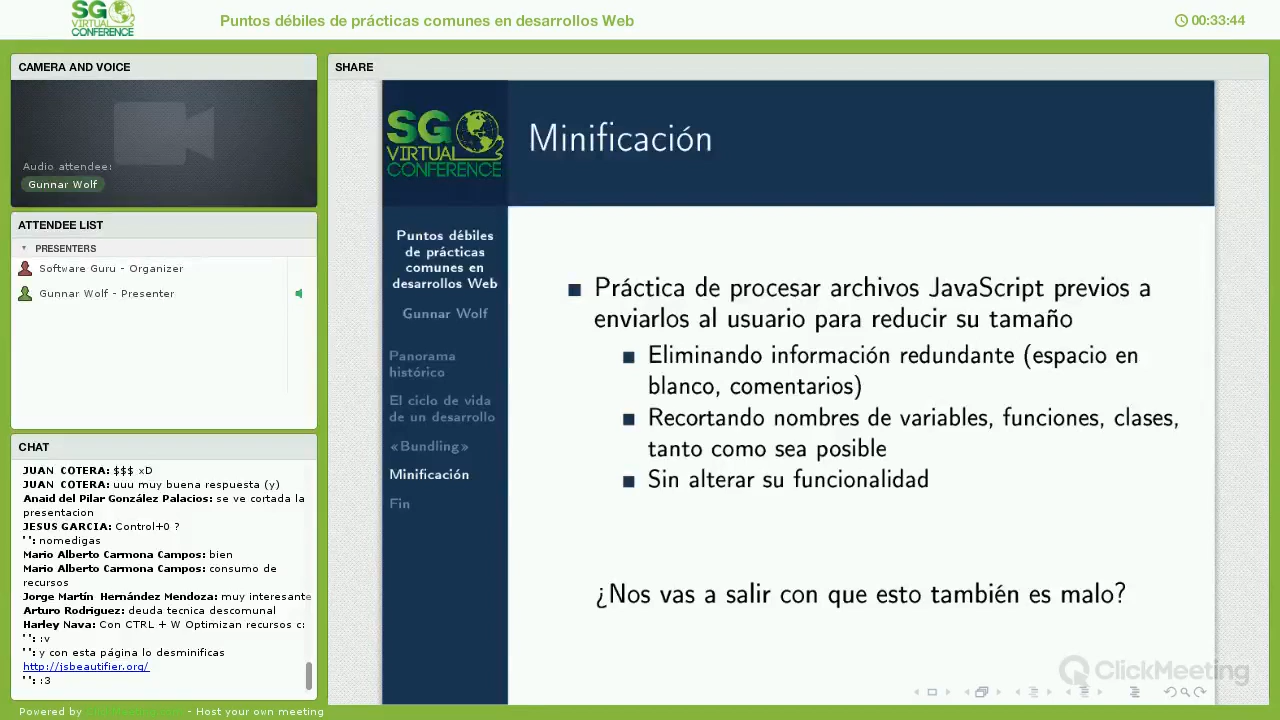 SG
VIRTUAL
CONFERENCE
Puntos débiles de prácticas comunes en desarrollos Web
00:33:44
CAMERA AND VOICE
Audio attendee:
Gunnar Wolf
ATTENDEE LIST
PRESENTERS
Software Guru - Organizer
Gunnar Wolf - Presenter
CHAT
JUAN COTERA: $$$ xD
JUAN COTERA: uuu muy buena respuesta (y)
Anaid del Pilar González Palacios: se ve cortada la
presentacion
JESUS GARCIA: Control+0 ?
'': nomedigas
Mario Alberto Carmona Campos: bien
Mario Alberto Carmona Campos: consumo de
recursos
Jorge Martín Hernández Mendoza: muy interesante
Arturo Rodriguez: deuda tecnica descomunal
Harley Nava: Con CTRL + W Optimizan recursos c:
'': :v
'': y con esta página lo desminificas
http://jsbeautifier.org/
'': :3
Powered by - Host your own meeting
SHARE
SG
VIRTUAL
CONFERENCE
Minificación
Puntos débiles
de prácticas
comunes en
desarrollos Web
Gunnar Wolf
Panorama
histórico
El ciclo de vida
de un desarrollo
«Bundling»
Minificación
Fin
Práctica de procesar archivos JavaScript previos a
enviarlos al usuario para reducir su tamaño
Eliminando información redundante (espacio en
blanco, comentarios)
Recortando nombres de variables, funciones, clases,
tanto como sea posible
Sin alterar su funcionalidad
¿Nos vas a salir con que esto también es malo?
ClickMeeting